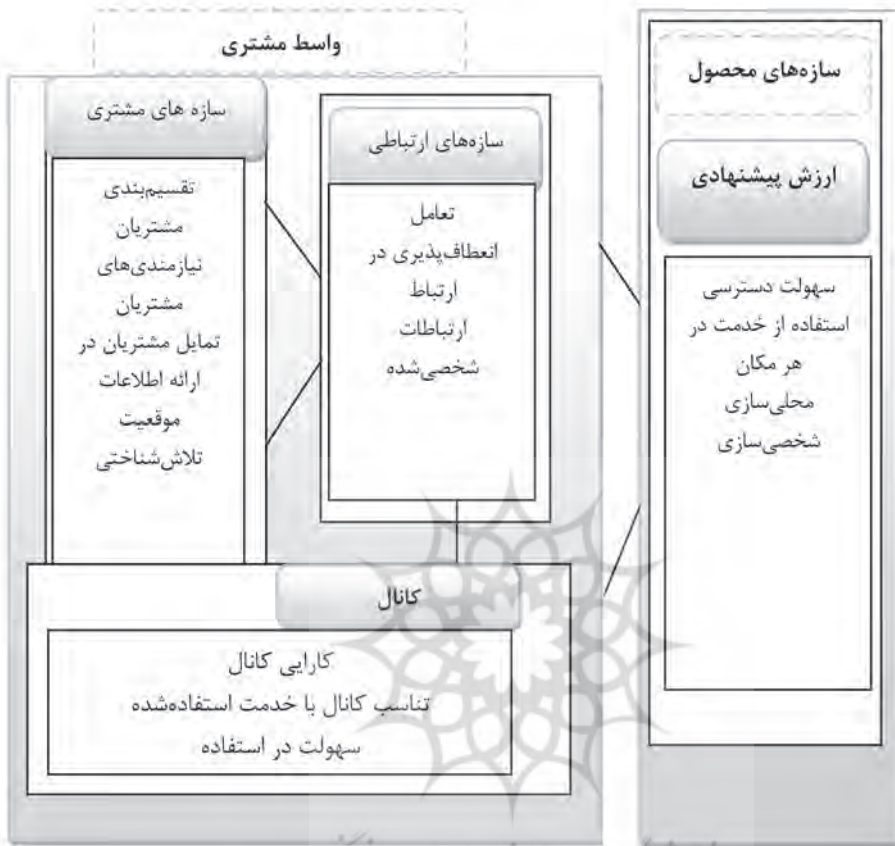 سازه‌های محصول
ارزش پیشنهادی
سهولت دسترسی
استفاده از خدمت در
هر مکان
محلی‌سازی
شخصی‌سازی
واسط مشتری
سازه‌های ارتباطی
تعامل
انعطاف‌پذیری در
ارتباط
ارتباطات
شخصی‌شده
سازه های مشتری
تقسیم‌بندی
مشتریان
نیازمندی‌های
مشتریان
تمایل مشتریان در
ارائه اطلاعات
موقعیت
تلاش‌شناختی
کانال
کارایی کانال
تناسب کانال با خدمت استفاده‌شده
سهولت در استفاده